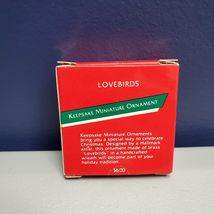 LOVEBIRDS
KEEPSAKE MINIATURE ORNAMENT
Keepsake Miniature Ornaments
bring you a special way to celebrate
Christmas. Designed by a Hallmark
artist, this ornament made of brass
"Lovebirds" in a handcrafted
wreath will become part of your
holiday tradition.
$6.00